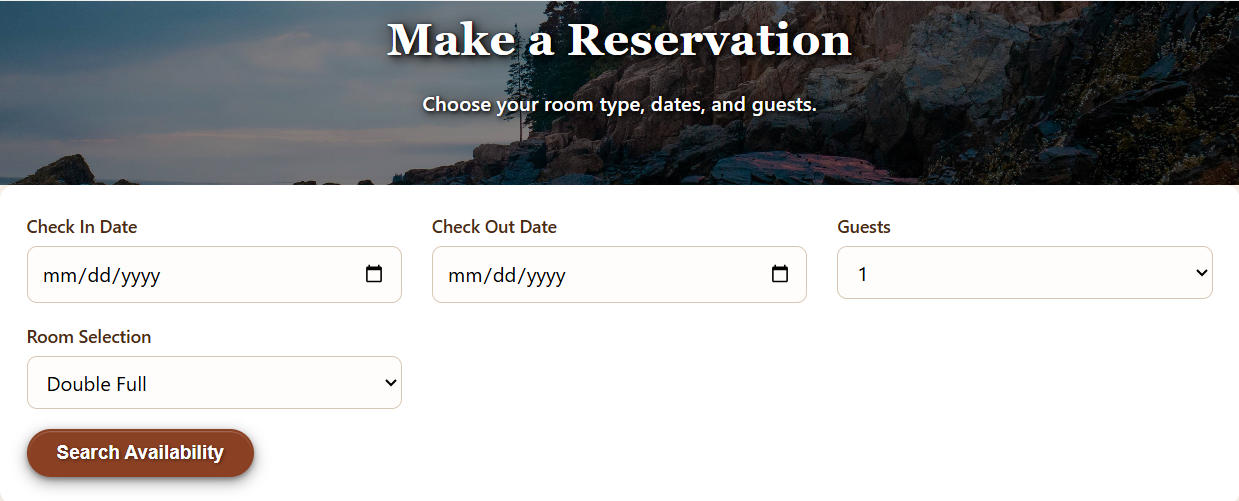 Make a Reservation
Choose your room type, dates, and guests.
Check In Date
Check Out Date
Guests
mm/dd/yyyy
mm/dd/yyyy
1
Room Selection
Double Full
Search Availability